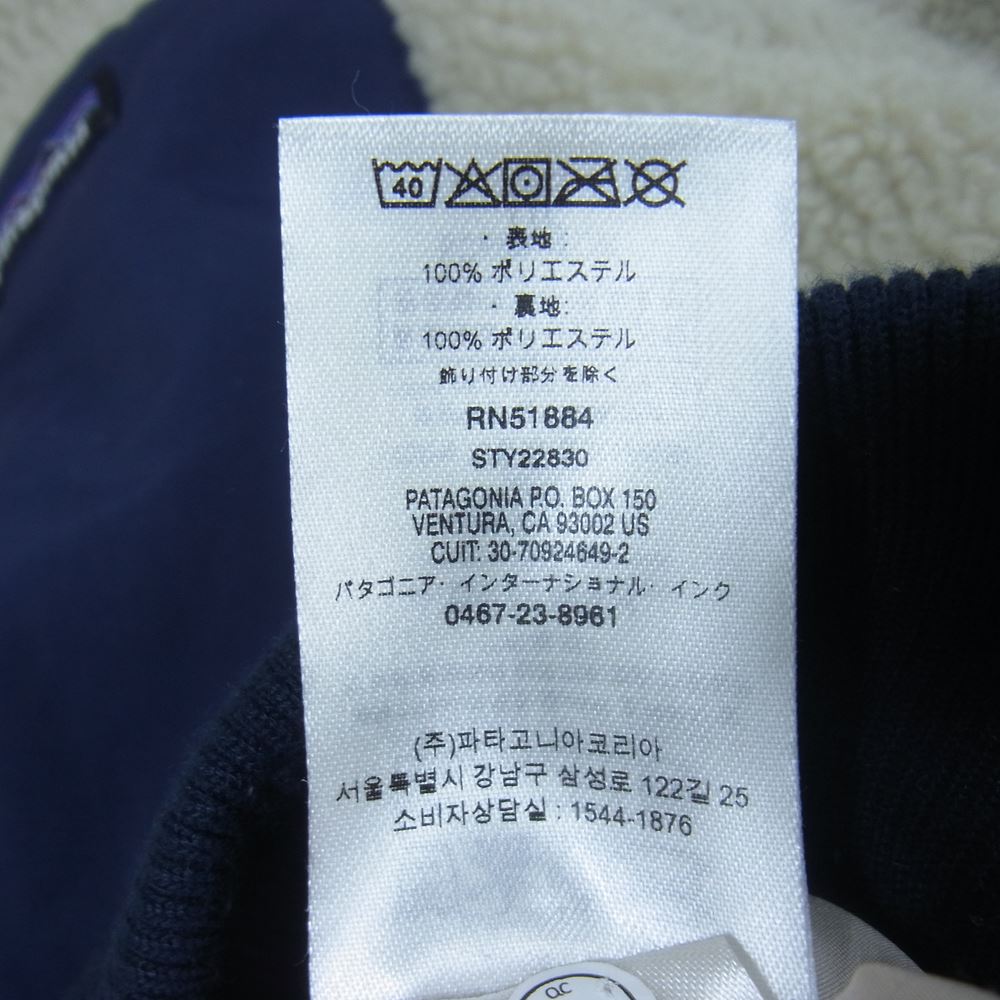 40
・表地:
100% ポリエステル
・裏地:
100% ポリエステル
飾り付け部分を除く
RN51884
STY22830
PATAGONIA P.O. BOX 150
VENTURA, CA 93002 US
CUIT: 30-70924649-2
パタゴニア・インターナショナル・インク
0467-23-8961
(주)파타고니아코리아
서울특별시 강남구 삼성로 122길 25
소비자상담실 : 1544-1876
QC